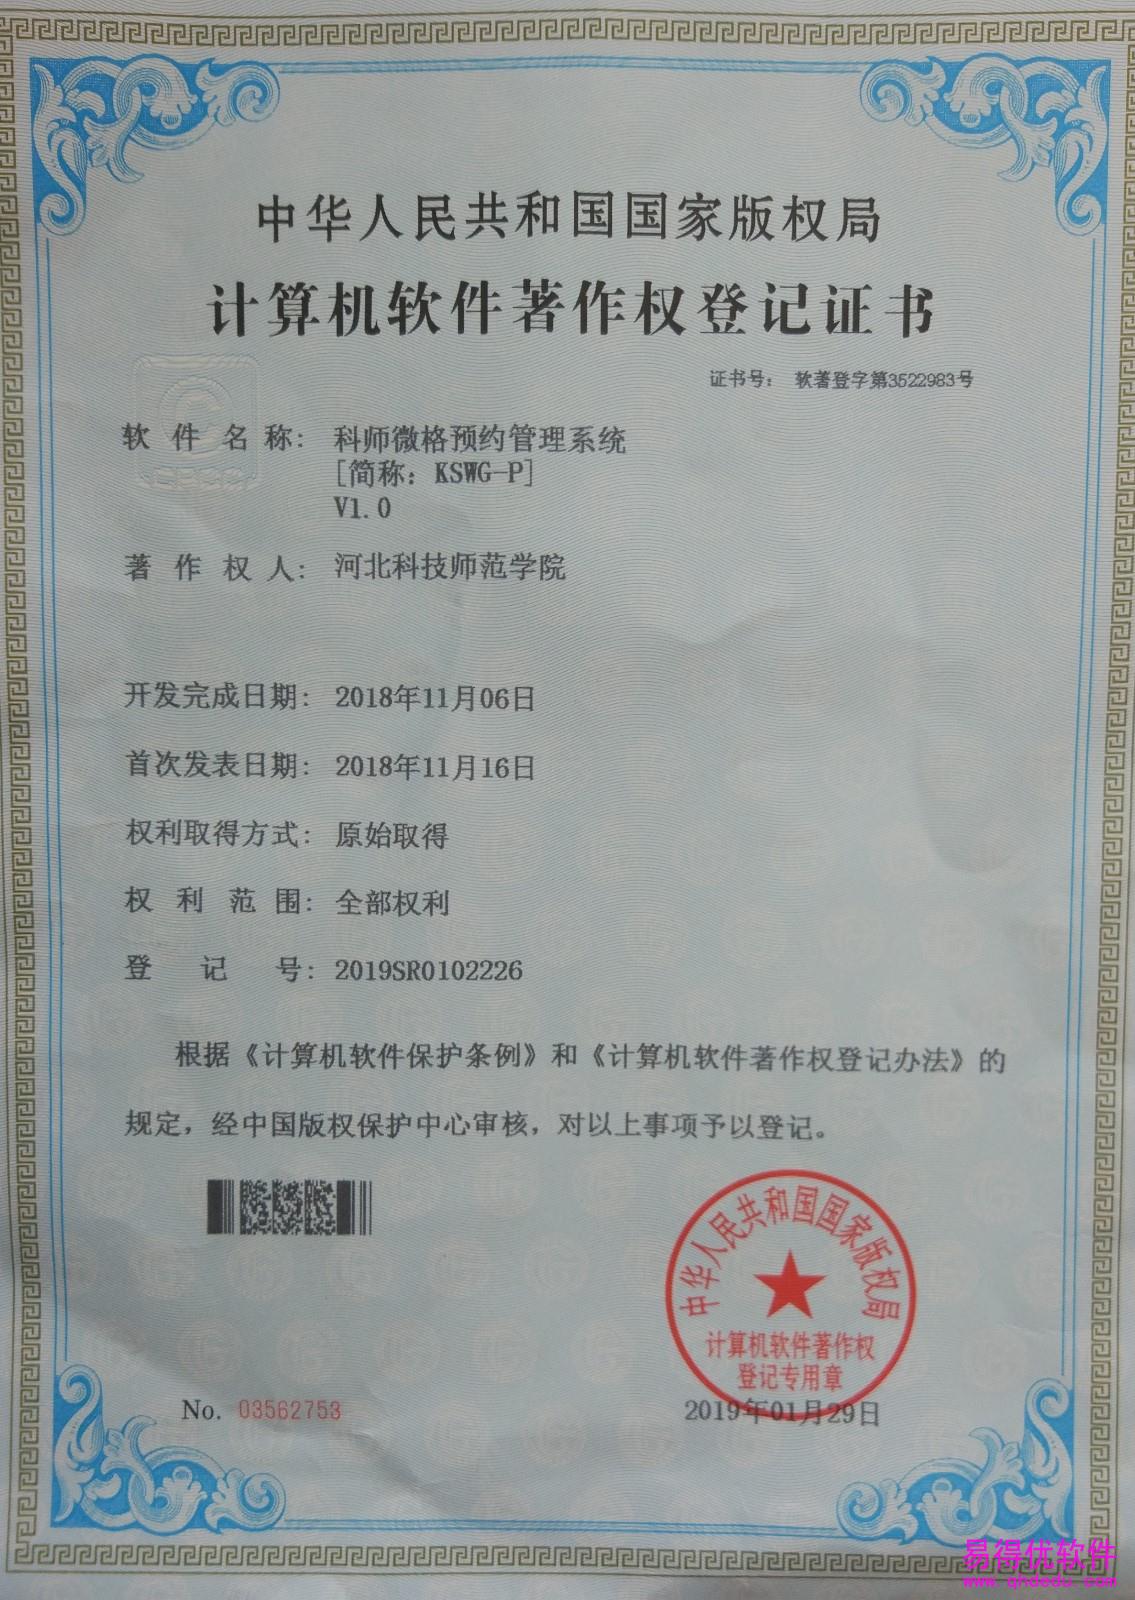 中华人民共和国国家版权局
计算机软件著作权登记证书
证书号： 软著登字第3522983号
软件名称： 科师微格预约管理系统
[简称：KSWG-P]
V1.0
著作权人： 河北科技师范学院
开发完成日期： 2018年11月06日
首次发表日期： 2018年11月16日
权利取得方式： 原始取得
权利范围： 全部权利
登记号： 2019SR0102226
根据《计算机软件保护条例》和《计算机软件著作权登记办法》的
规定，经中国版权保护中心审核，对以上事项予以登记。
中华人民共和国国家版权局
计算机软件著作权
登记专用章
No. 03562753
2019年01月29日
易得优软件
www.qhdedu.com